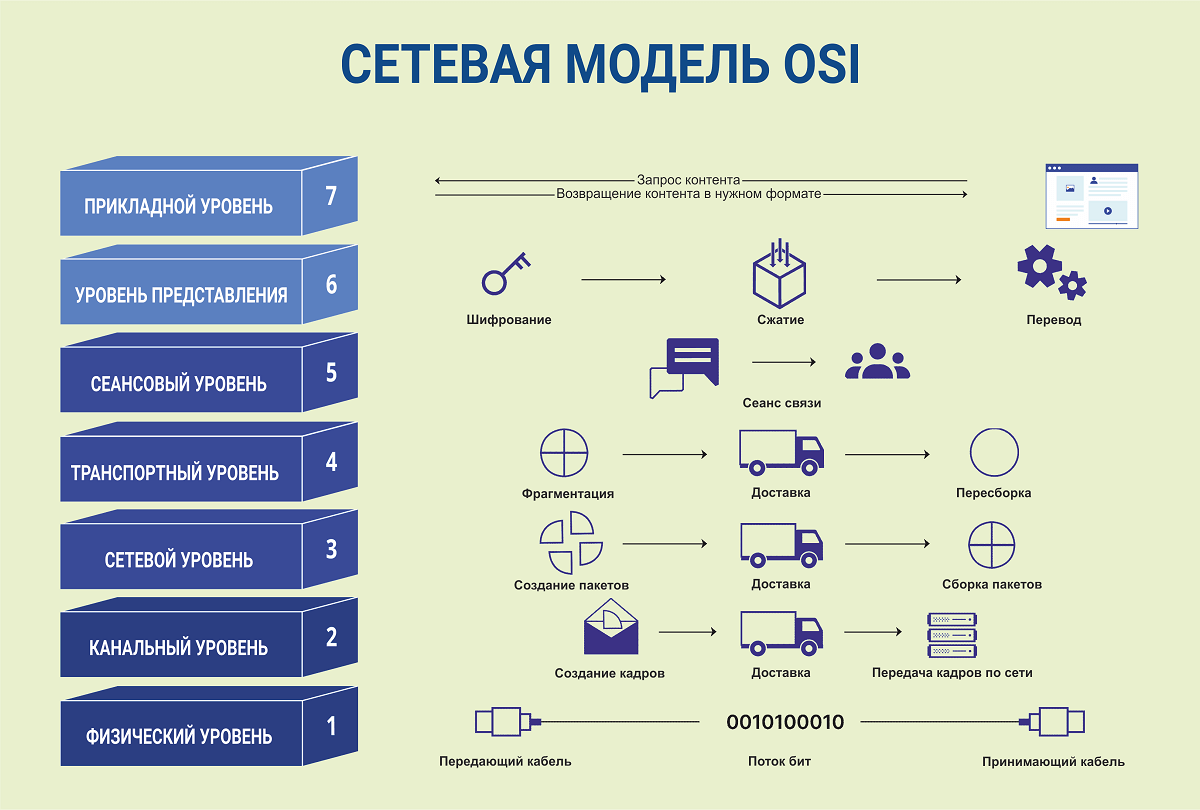 СЕТЕВАЯ МОДЕЛЬ OSI
ПРИКЛАДНОЙ УРОВЕНЬ 7
Запрос контента
Возвращение контента в нужном формате
УРОВЕНЬ ПРЕДСТАВЛЕНИЯ 6
Шифрование Сжатие Перевод
СЕАНСОВЫЙ УРОВЕНЬ 5
Сеанс связи
ТРАНСПОРТНЫЙ УРОВЕНЬ 4
Фрагментация Доставка Пересборка
СЕТЕВОЙ УРОВЕНЬ 3
Создание пакетов Доставка Сборка пакетов
КАНАЛЬНЫЙ УРОВЕНЬ 2
Создание кадров Доставка Передача кадров по сети
ФИЗИЧЕСКИЙ УРОВЕНЬ 1
0010100010
Передающий кабель Поток бит Принимающий кабель